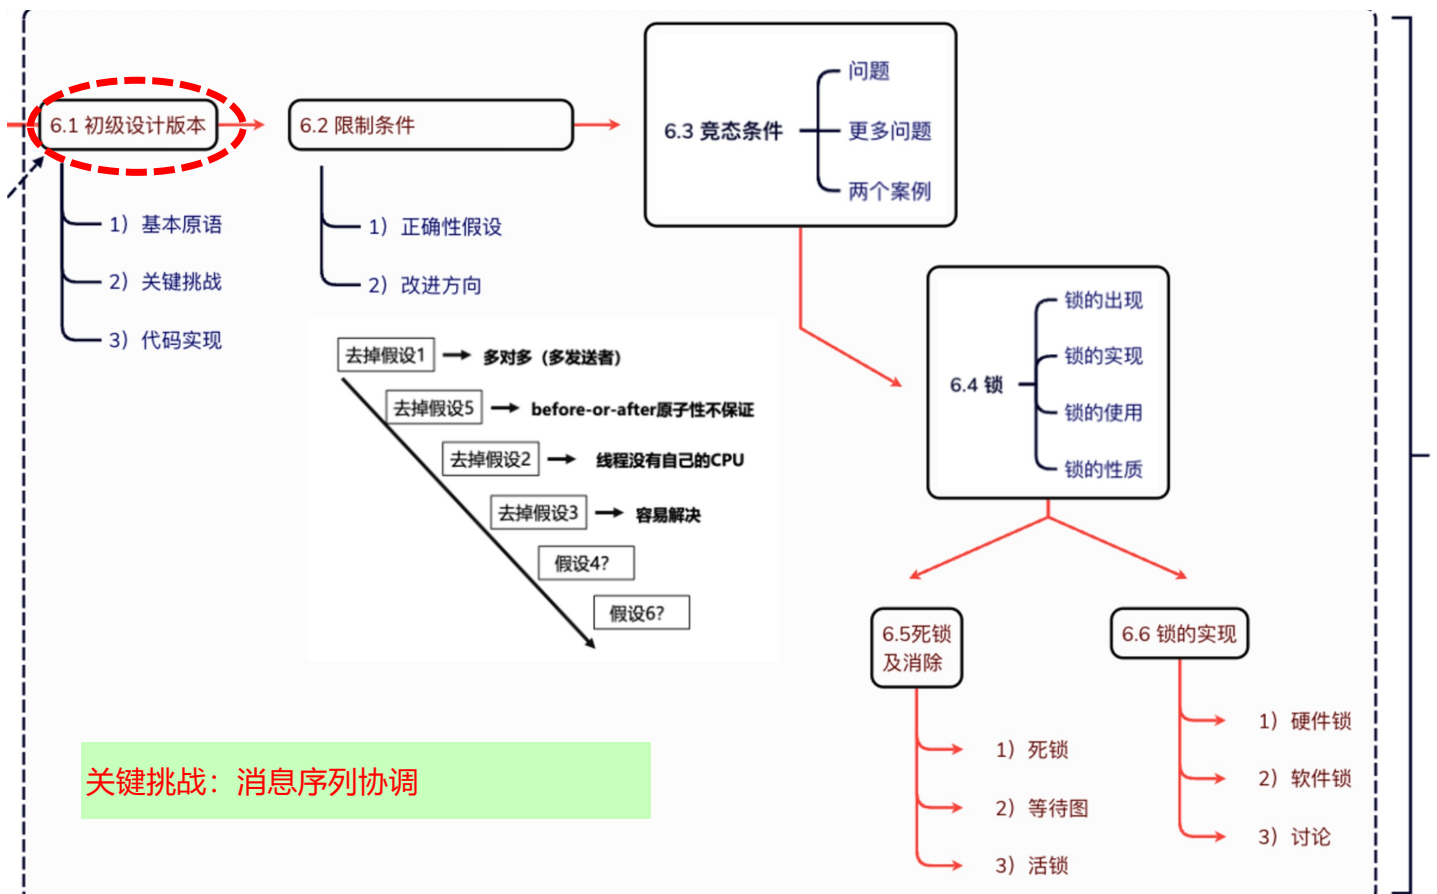 6.1 初级设计版本
1）基本原语
2）关键挑战
3）代码实现
6.2 限制条件
1）正确性假设
2）改进方向
去掉假设1
多对多（多发送者）
去掉假设5
before-or-after原子性不保证
去掉假设2
线程没有自己的CPU
去掉假设3
容易解决
假设4?
假设6?
6.3 竞态条件
问题
更多问题
两个案例
6.4 锁
锁的出现
锁的实现
锁的使用
锁的性质
6.5死锁
及消除
1）死锁
2）等待图
3）活锁
6.6 锁的实现
1）硬件锁
2）软件锁
3）讨论
关键挑战：消息序列协调